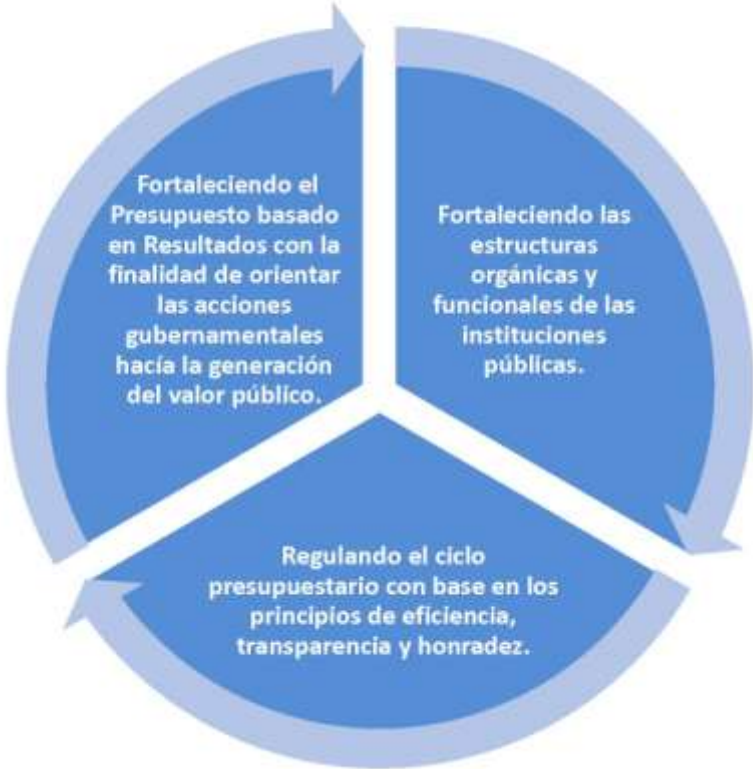 Fortaleciendo el
Presupuesto basado
en Resultados con la
finalidad de orientar
las acciones
gubernamentales
hacía la generación
del valor público.
Fortaleciendo las
estructuras
orgánicas y
funcionales de las
instituciones
públicas.
Regulando el ciclo
presupuestario con base en los
principios de eficiencia,
transparencia y honradez.